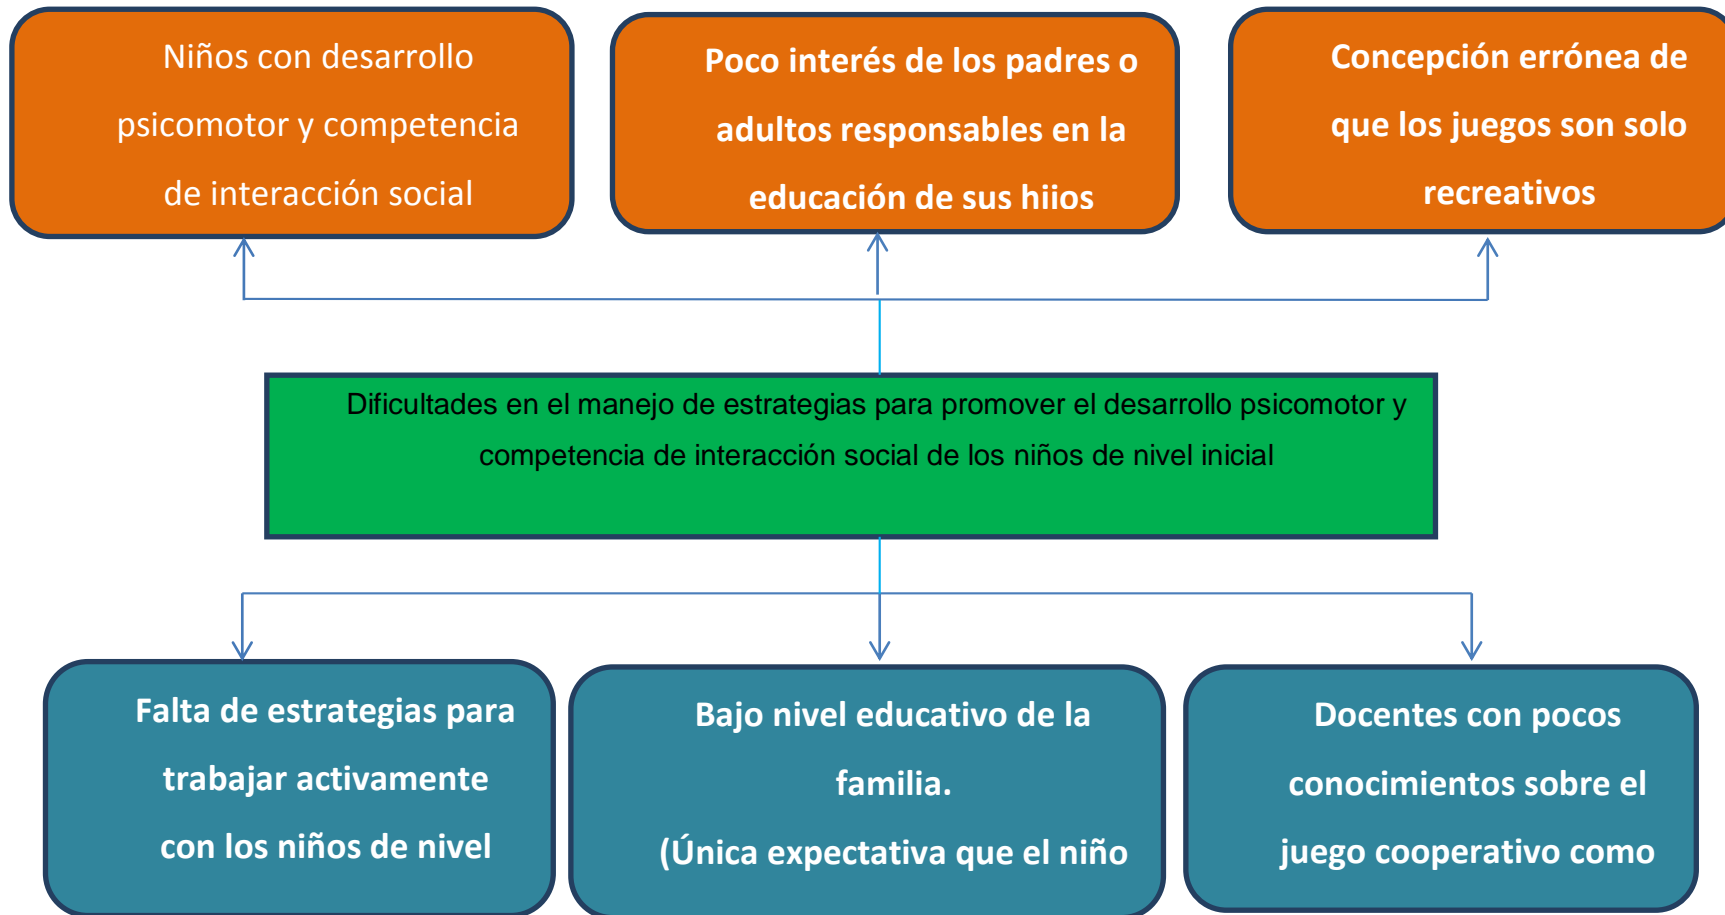 Niños con desarrollo
psicomotor y competencia
de interacción social
Poco interés de los padres o
adultos responsables en la
educación de sus hijos
Concepción errónea de
que los juegos son solo
recreativos
Dificultades en el manejo de estrategias para promover el desarrollo psicomotor y
competencia de interacción social de los niños de nivel inicial
Falta de estrategias para
trabajar activamente
con los niños de nivel
Bajo nivel educativo de la
familia.
(Única expectativa que el niño
Docentes con pocos
conocimientos sobre el
juego cooperativo como